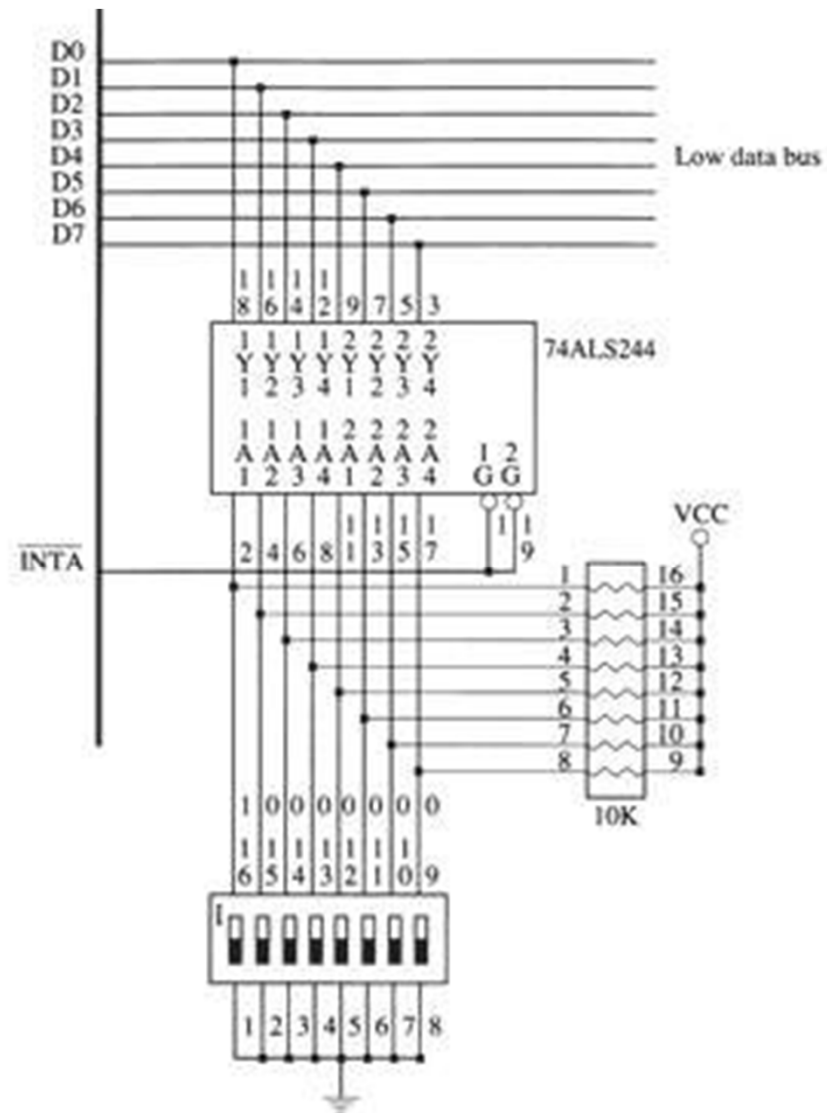 D0
D1
D2
D3
D4
D5
D6
D7
Low data bus
18 16 14 12 9 7 5 3
1Y1 1Y2 1Y3 1Y4 2Y1 2Y2 2Y3 2Y4
74ALS244
1A1 1A2 1A3 1A4 2A1 2A2 2A3 2A4 1G 2G
2 4 6 8 11 13 15 17 1 19
INTA
VCC
1 16
2 15
3 14
4 13
5 12
6 11
7 10
8 9
10K
1 0 0 0 0 0 0 0
16 15 14 13 12 11 10 9
1
1 2 3 4 5 6 7 8